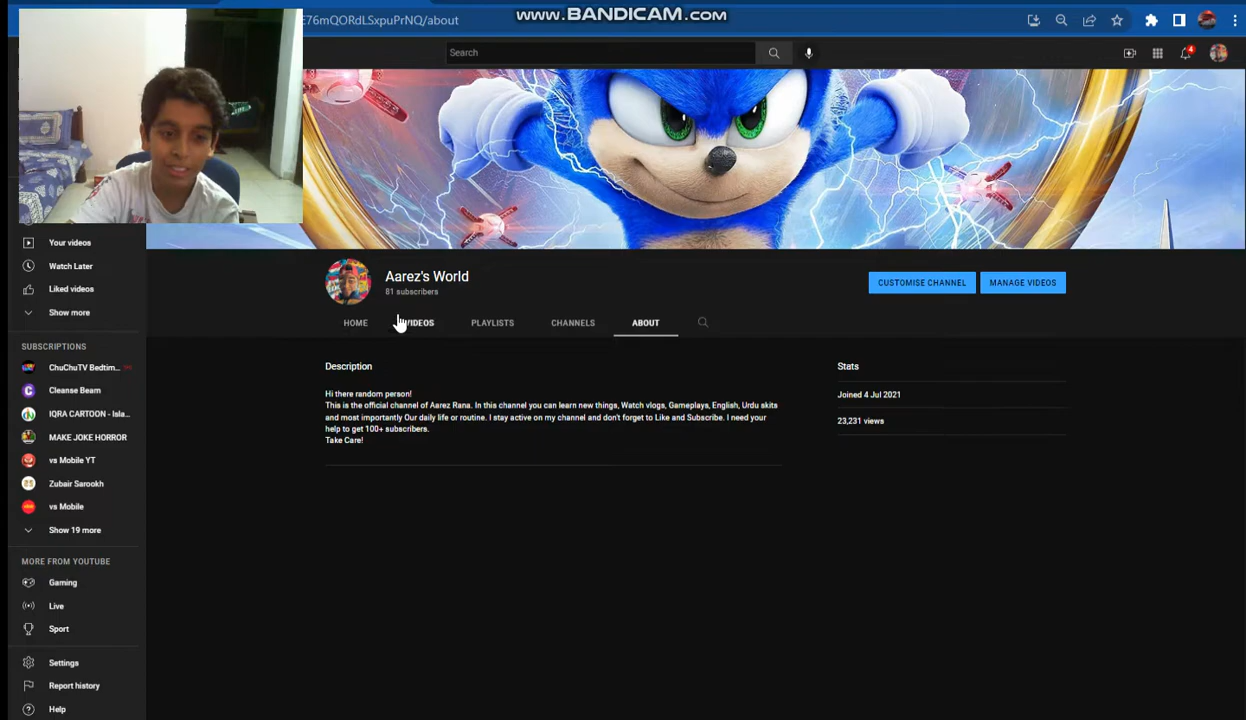 www.BANDICAM.com
E76mQORdLSxpuPrNQ/about
Search
4
Your videos
Watch Later
Liked videos
Show more
SUBSCRIPTIONS
ChuChuTV Bedtim...
Cleanse Beam
IQRA CARTOON - Isla...
MAKE JOKE HORROR
vs Mobile YT
Zubair Sarookh
vs Mobile
Show 19 more
MORE FROM YOUTUBE
Gaming
Live
Sport
Settings
Report history
Help
Aarez's World
81 subscribers
CUSTOMISE CHANNEL
MANAGE VIDEOS
HOME
VIDEOS
PLAYLISTS
CHANNELS
ABOUT
Description
Hi there random person!
This is the official channel of Aarez Rana. In this channel you can learn new things, Watch vlogs, Gameplays, English, Urdu skits
and most importantly Our daily life or routine. I stay active on my channel and don't forget to Like and Subscribe. I need your
help to get 100+ subscribers.
Take Care!
Stats
Joined 4 Jul 2021
23,231 views